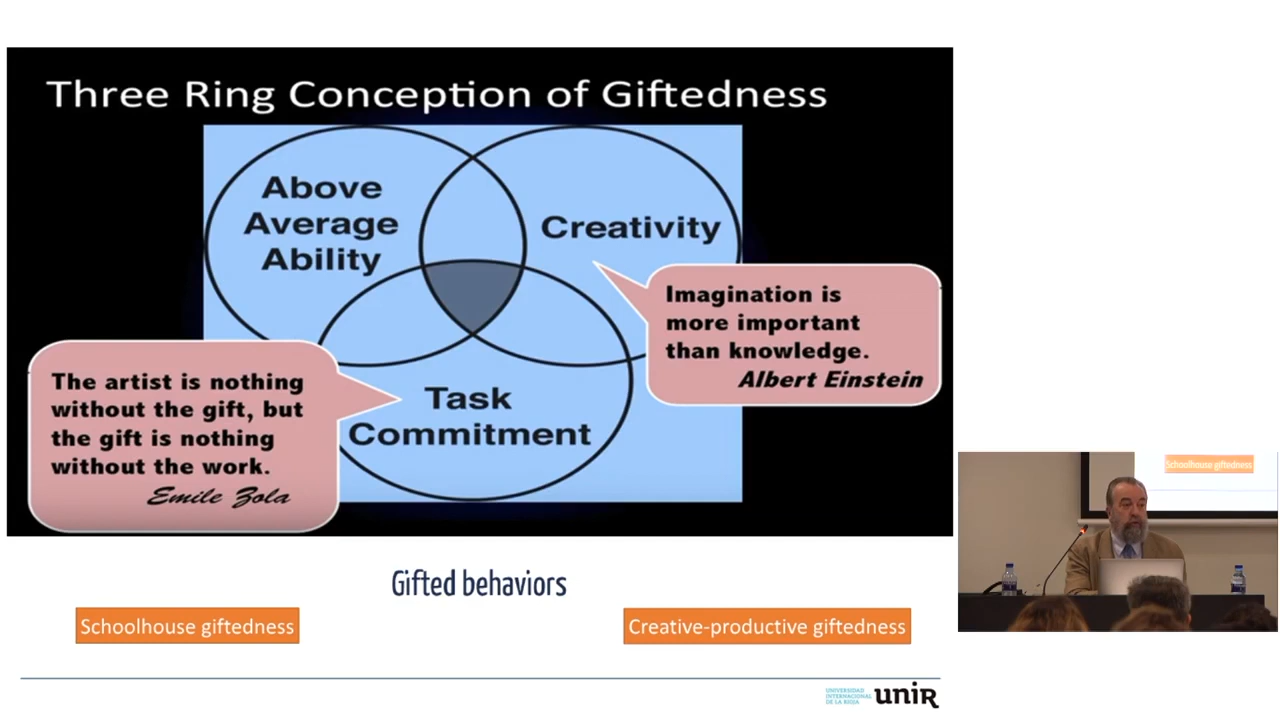 Three Ring Conception of Giftedness
Above
Average
Ability
Creativity
Imagination is
more important
than knowledge.
Albert Einstein
The artist is nothing
without the gift, but
the gift is nothing
without the work.
Emile Zola
Task
Commitment
Gifted behaviors
Schoolhouse giftedness
Creative-productive giftedness
Schoolhouse giftedness
UNIVERSIDAD
INTERNACIONAL
DE LA RIOJA
unir